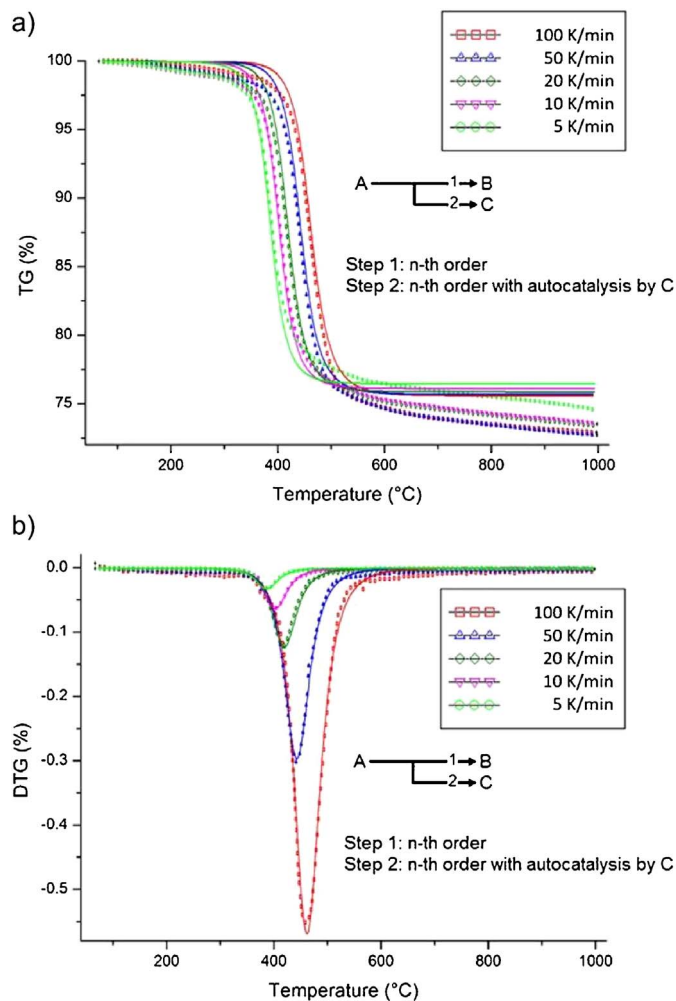 a)
100 K/min
50 K/min
20 K/min
10 K/min
5 K/min
100
95
90
85
80
75
TG (%)
A 1 B
2 C
Step 1: n-th order
Step 2: n-th order with autocatalysis by C
200 400 600 800 1000
Temperature (°C)
b)
0.0
-0.1
-0.2
-0.3
-0.4
-0.5
DTG (%)
100 K/min
50 K/min
20 K/min
10 K/min
5 K/min
A 1 B
2 C
Step 1: n-th order
Step 2: n-th order with autocatalysis by C
200 400 600 800 1000
Temperature (°C)